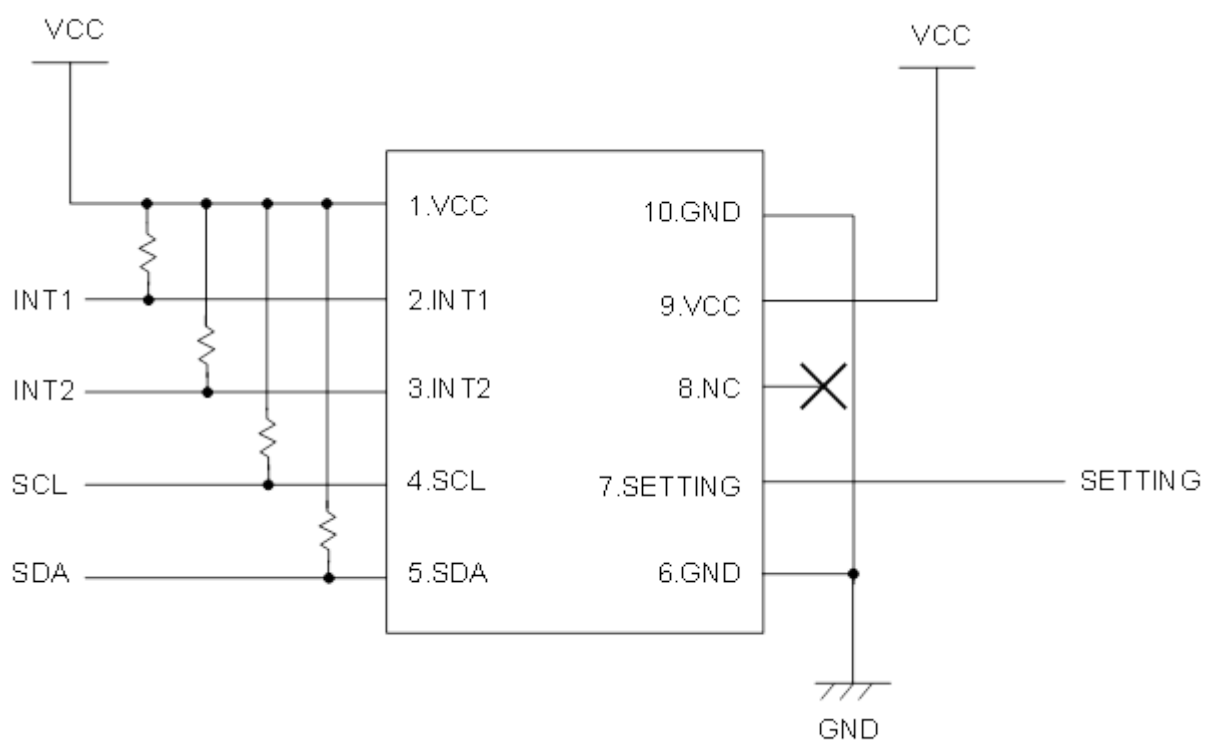 VCC
VCC
1.VCC
10.GND
INT1
2.INT1
9.VCC
INT2
3.INT2
8.NC
SCL
4.SCL
7.SETTING
SETTING
SDA
5.SDA
6.GND
GND